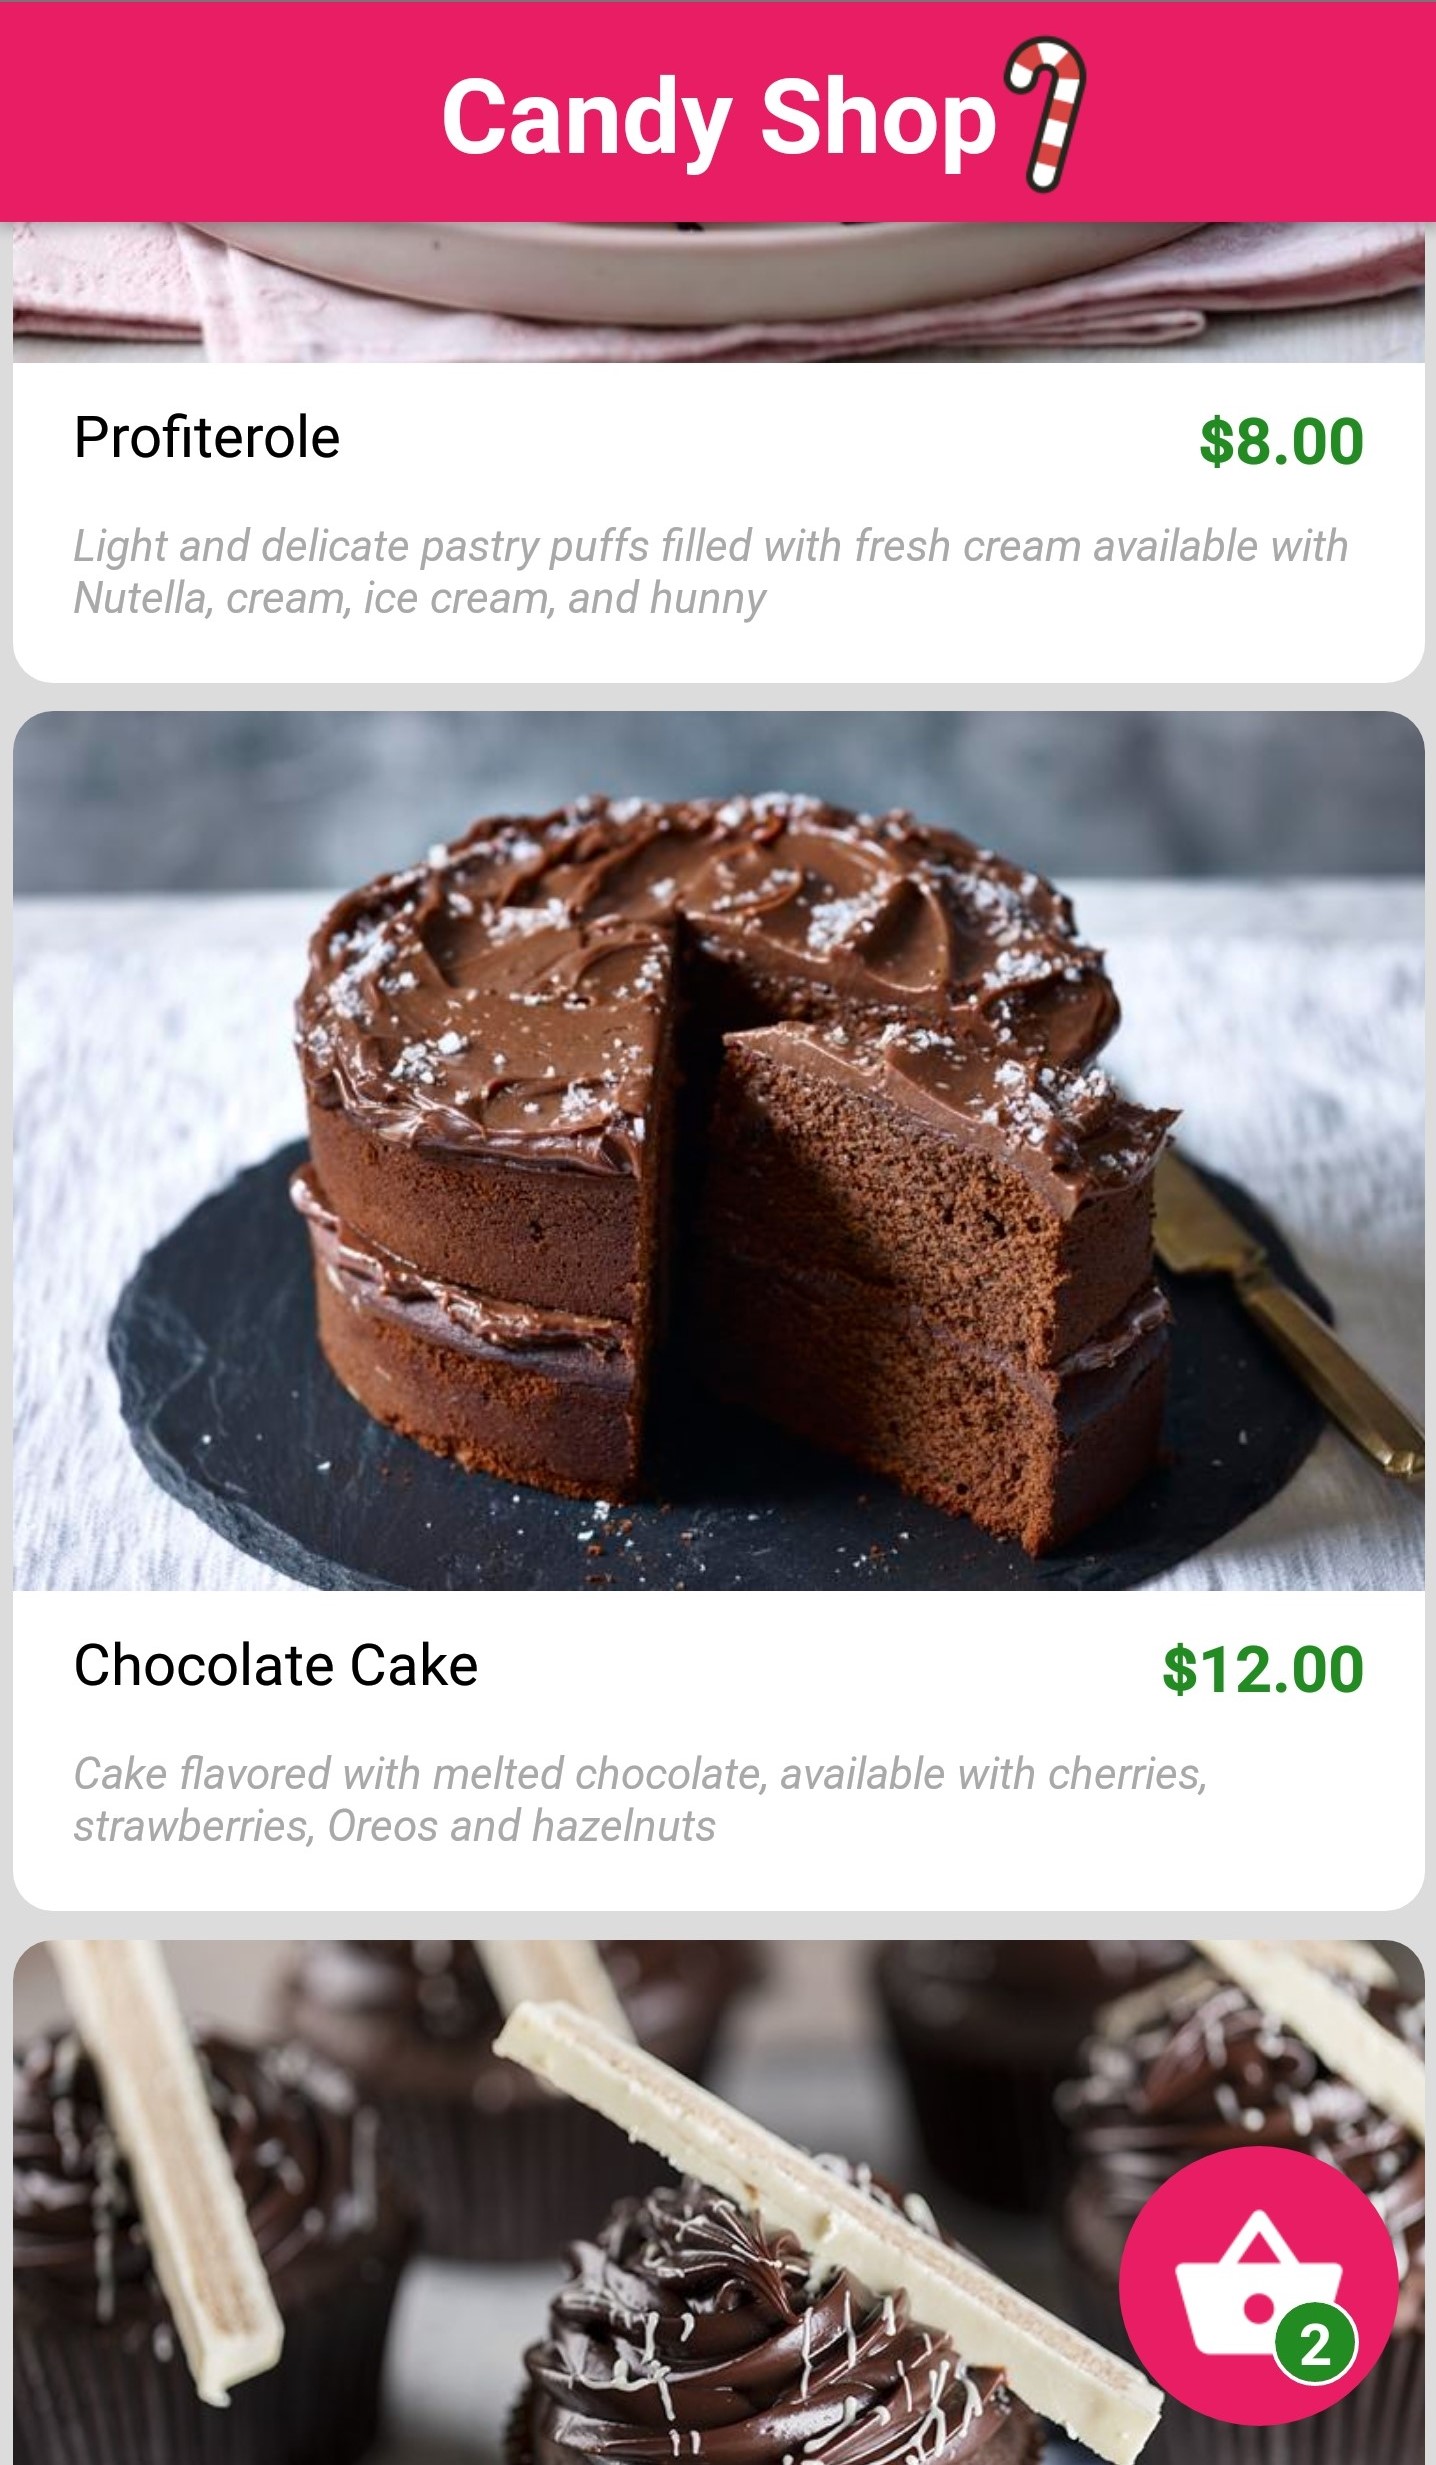 Candy Shop
Profiterole
$8.00
Light and delicate pastry puffs filled with fresh cream available with
Nutella, cream, ice cream, and hunny
Chocolate Cake
$12.00
Cake flavored with melted chocolate, available with cherries,
strawberries, Oreos and hazelnuts
2